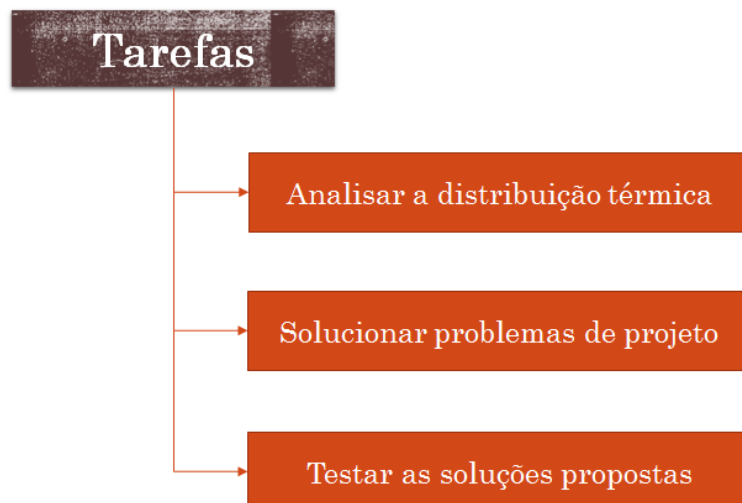 Tarefas
Analisar a distribuição térmica
Solucionar problemas de projeto
Testar as soluções propostas